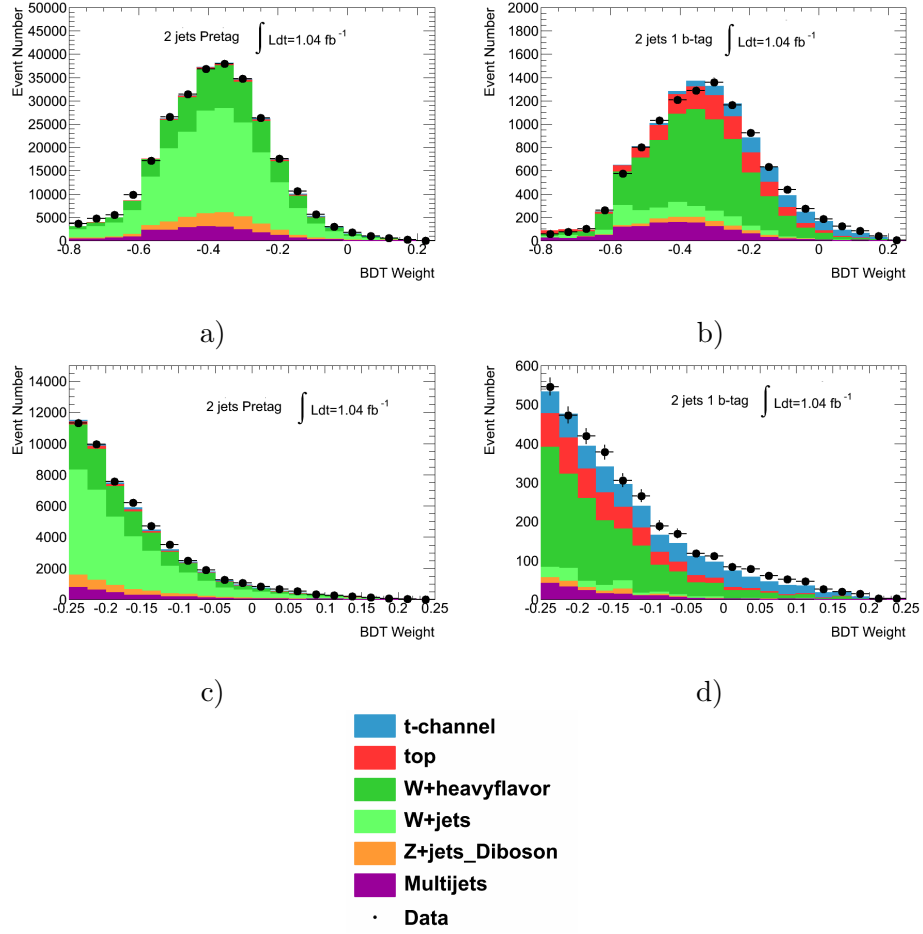 Event Number
50000
45000
40000
35000
30000
25000
20000
15000
10000
5000
0
2 jets Pretag ∫ Ldt=1.04 fb⁻¹
-0.8 -0.6 -0.4 -0.2 0 0.2
BDT Weight
a)
Event Number
2000
1800
1600
1400
1200
1000
800
600
400
200
0
2 jets 1 b-tag ∫ Ldt=1.04 fb⁻¹
-0.8 -0.6 -0.4 -0.2 0 0.2
BDT Weight
b)
Event Number
14000
12000
10000
8000
6000
4000
2000
0
2 jets Pretag ∫ Ldt=1.04 fb⁻¹
-0.25 -0.2 -0.15 -0.1 -0.05 0 0.05 0.1 0.15 0.2 0.25
BDT Weight
c)
Event Number
600
500
400
300
200
100
0
2 jets 1 b-tag ∫ Ldt=1.04 fb⁻¹
-0.25 -0.2 -0.15 -0.1 -0.05 0 0.05 0.1 0.15 0.2 0.25
BDT Weight
d)
t-channel
top
W+heavyflavor
W+jets
Z+jets_Diboson
Multijets
Data